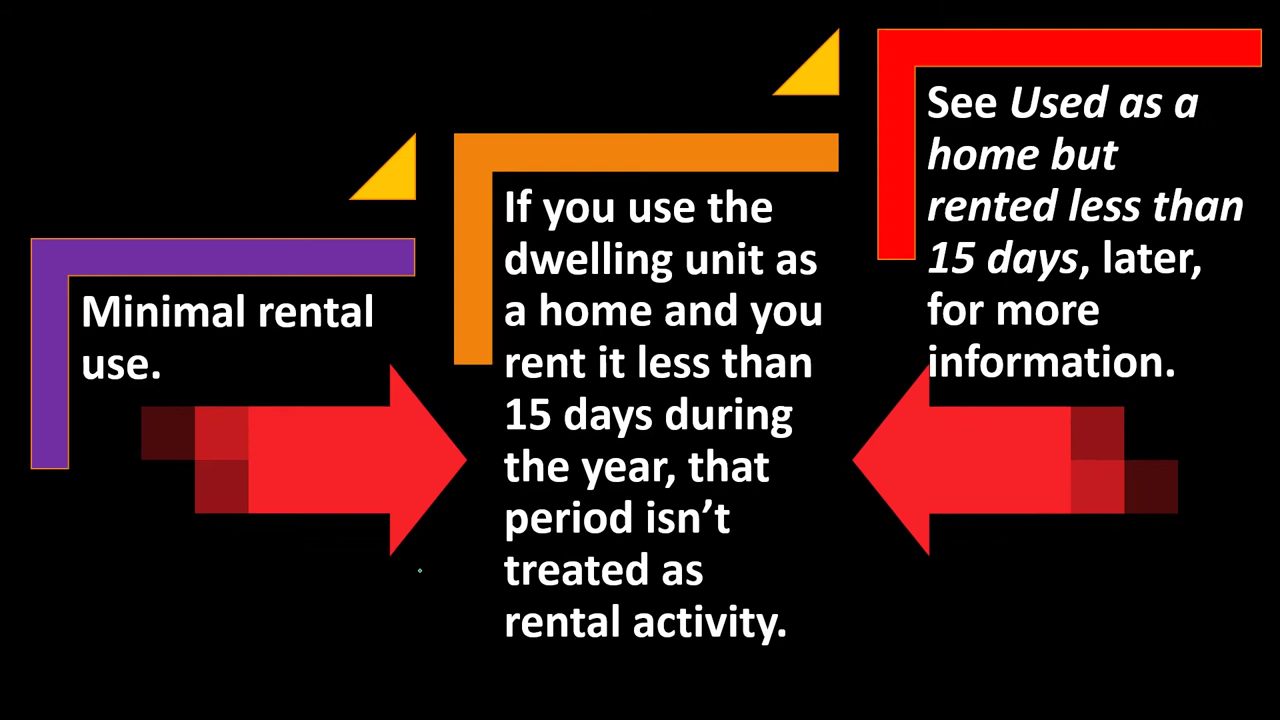 Minimal rental
use.
If you use the
dwelling unit as
a home and you
rent it less than
15 days during
the year, that
period isn’t
treated as
rental activity.
See Used as a
home but
rented less than
15 days, later,
for more
information.